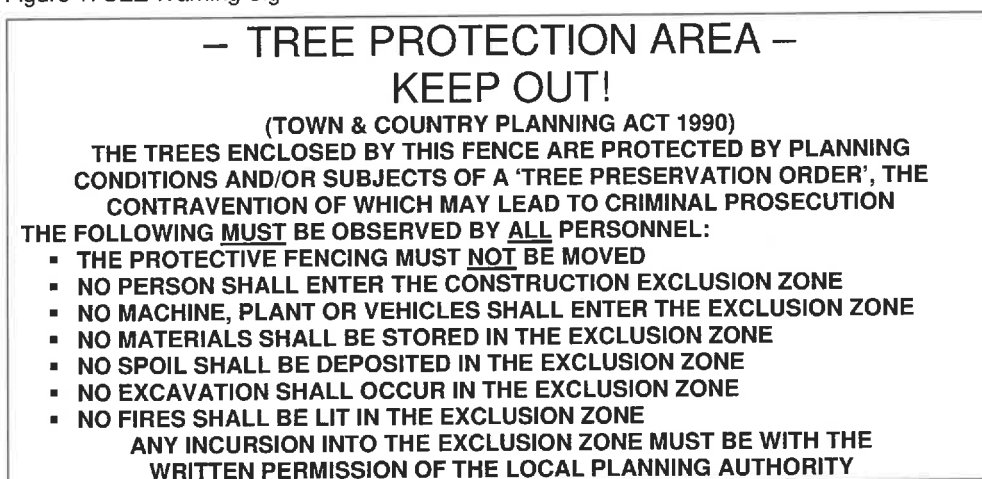 – TREE PROTECTION AREA –
KEEP OUT!
(TOWN & COUNTRY PLANNING ACT 1990)
THE TREES ENCLOSED BY THIS FENCE ARE PROTECTED BY PLANNING
CONDITIONS AND/OR SUBJECTS OF A ‘TREE PRESERVATION ORDER’, THE
CONTRAVENTION OF WHICH MAY LEAD TO CRIMINAL PROSECUTION
THE FOLLOWING MUST BE OBSERVED BY ALL PERSONNEL:
▪ THE PROTECTIVE FENCING MUST NOT BE MOVED
▪ NO PERSON SHALL ENTER THE CONSTRUCTION EXCLUSION ZONE
▪ NO MACHINE, PLANT OR VEHICLES SHALL ENTER THE EXCLUSION ZONE
▪ NO MATERIALS SHALL BE STORED IN THE EXCLUSION ZONE
▪ NO SPOIL SHALL BE DEPOSITED IN THE EXCLUSION ZONE
▪ NO EXCAVATION SHALL OCCUR IN THE EXCLUSION ZONE
▪ NO FIRES SHALL BE LIT IN THE EXCLUSION ZONE
ANY INCURSION INTO THE EXCLUSION ZONE MUST BE WITH THE
WRITTEN PERMISSION OF THE LOCAL PLANNING AUTHORITY